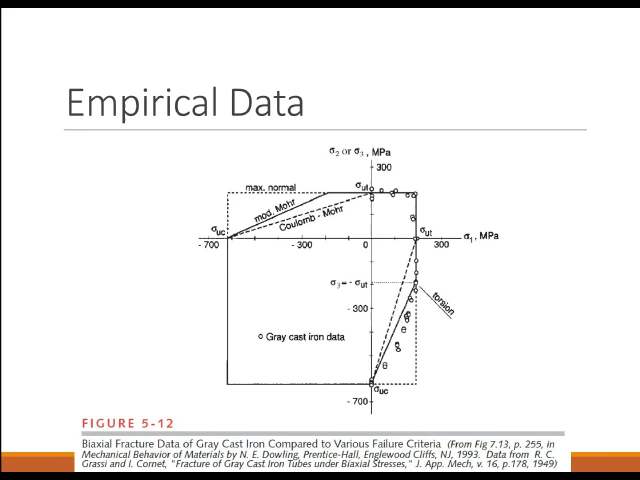 Empirical Data
σ2 or σ3 , MPa
300
max. normal
σut
mod. Mohr
Coulomb - Mohr
σuc
σut
- 700
- 300
0
300
σ1, MPa
σ3 = - σut
- 300
torsion
Gray cast iron data
σuc
- 700
FIGURE 5-12
Biaxial Fracture Data of Gray Cast Iron Compared to Various Failure Criteria (From Fig 7.13, p. 255, in
Mechanical Behavior of Materials by N. E. Dowling, Prentice-Hall, Englewood Cliffs, NJ, 1993. Data from R. C.
Grassi and I. Cornet, "Fracture of Gray Cast Iron Tubes under Biaxial Stresses," J. App. Mech, v. 16, p.178, 1949)